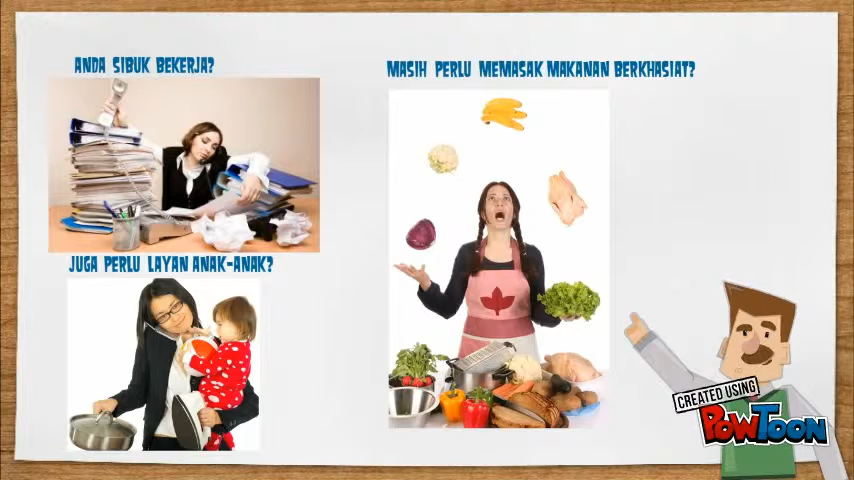 ANDA SIBUK BEKERJA?
MASIH PERLU MEMASAK MAKANAN BERKHASIAT?
JUGA PERLU LAYAN ANAK-ANAK?
CREATED USING
POWTOON